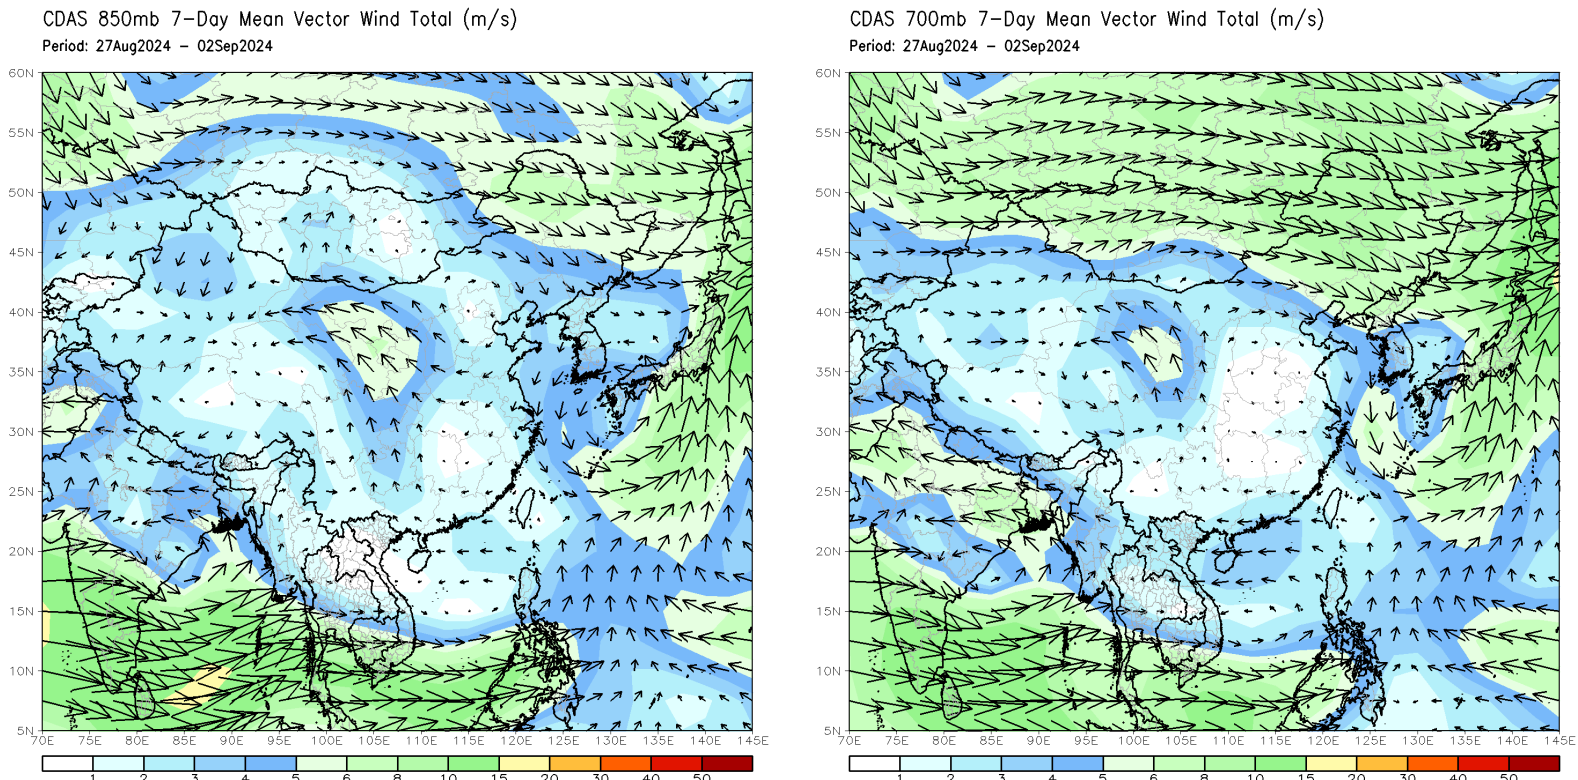 CDAS 850mb 7-Day Mean Vector Wind Total (m/s)
Period: 27Aug2024 - 02Sep2024
60N
55N
50N
45N
40N
35N
30N
25N
20N
15N
10N
5N
70E 75E 80E 85E 90E 95E 100E 105E 110E 115E 120E 125E 130E 135E 140E 145E
1 2 3 4 5 6 8 10 15 20 30 40 50
CDAS 700mb 7-Day Mean Vector Wind Total (m/s)
Period: 27Aug2024 - 02Sep2024
60N
55N
50N
45N
40N
35N
30N
25N
20N
15N
10N
5N
70E 75E 80E 85E 90E 95E 100E 105E 110E 115E 120E 125E 130E 135E 140E 145E
1 2 3 4 5 6 8 10 15 20 30 40 50